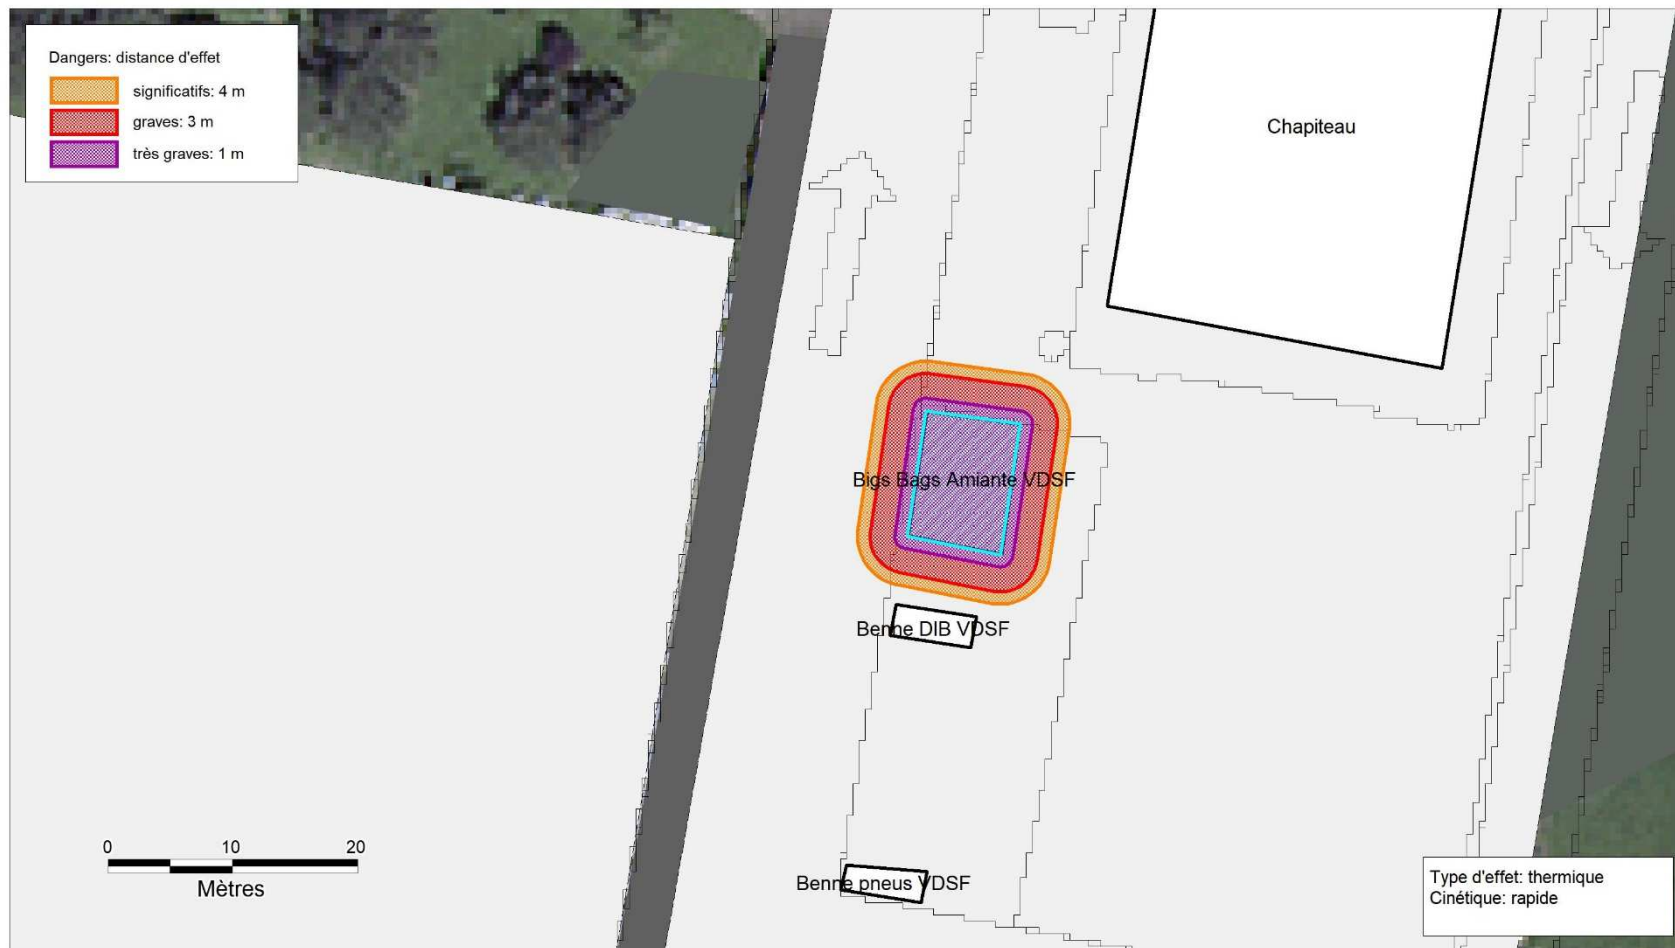 Dangers: distance d'effet
significatifs: 4 m
graves: 3 m
très graves: 1 m
Chapiteau
Bigs Bags Amiante VDSF
Benne DIB VDSF
0 10 20
Mètres
Benne pneus VDSF
Type d'effet: thermique
Cinétique: rapide